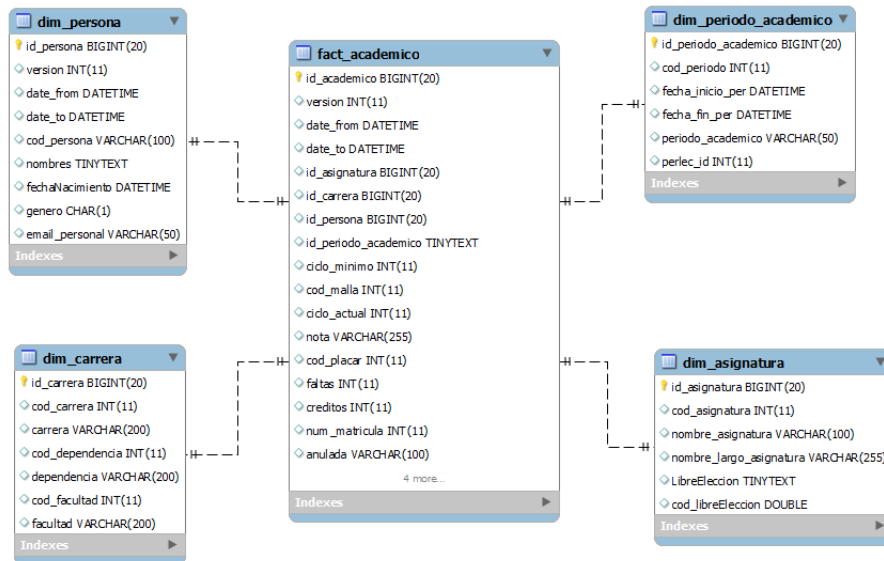 dim_persona
id_persona BIGINT(20)
version INT(11)
date_from DATETIME
date_to DATETIME
cod_persona VARCHAR(100)
nombres TINYTEXT
fechaNacimiento DATETIME
genero CHAR(1)
email_personal VARCHAR(50)
Indexes
fact_academico
id_academico BIGINT(20)
version INT(11)
date_from DATETIME
date_to DATETIME
id_asignatura BIGINT(20)
id_carrera BIGINT(20)
id_persona BIGINT(20)
id_periodo_academico TINYTEXT
ciclo_minimo INT(11)
cod_malla INT(11)
ciclo_actual INT(11)
nota VARCHAR(255)
cod_placar INT(11)
faltas INT(11)
creditos INT(11)
num_matricula INT(11)
anulada VARCHAR(100)
4 more...
Indexes
dim_periodo_academico
id_periodo_academico BIGINT(20)
cod_periodo INT(11)
fecha_inicio_per DATETIME
fecha_fin_per DATETIME
periodo_academico VARCHAR(50)
perlec_id INT(11)
Indexes
dim_carrera
id_carrera BIGINT(20)
cod_carrera INT(11)
carrera VARCHAR(200)
cod_dependencia INT(11)
dependencia VARCHAR(200)
cod_facultad INT(11)
facultad VARCHAR(200)
Indexes
dim_asignatura
id_asignatura BIGINT(20)
cod_asignatura INT(11)
nombre_asignatura VARCHAR(100)
nombre_largo_asignatura VARCHAR(255)
LibreEleccion TINYTEXT
cod_libreEleccion DOUBLE
Indexes